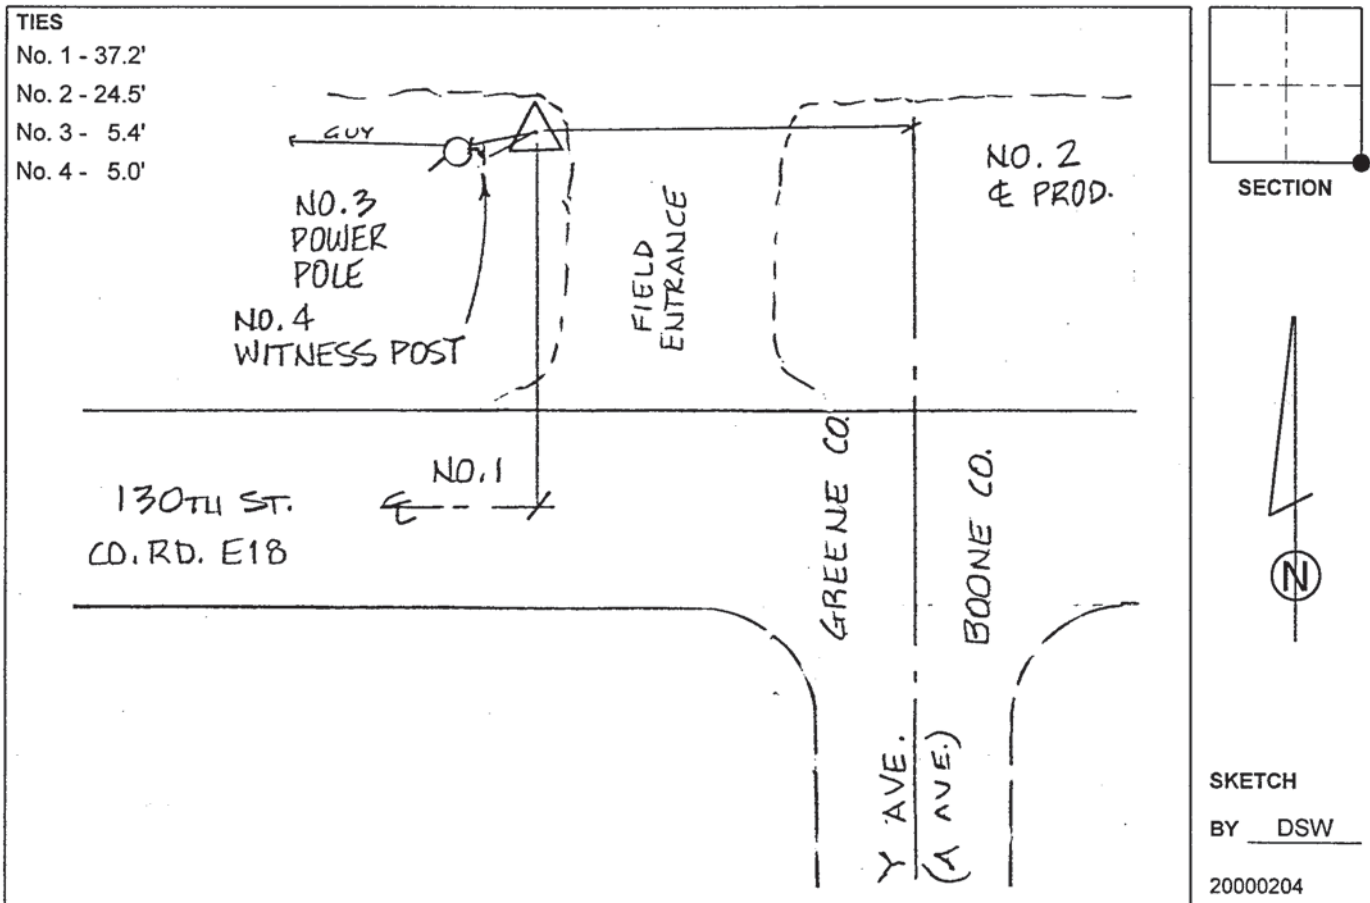 TIES
No. 1 - 37.2'
No. 2 - 24.5'
No. 3 - 5.4'
No. 4 - 5.0'
GUY
NO. 3
POWER
POLE
NO. 4
WITNESS POST
FIELD
ENTRANCE
NO. 2
℄ PROD.
NO. 1
℄
130TH ST.
CO. RD. E18
GREENE CO.
BOONE CO.
Y AVE.
(A AVE.)
SECTION
N
SKETCH
BY DSW
20000204